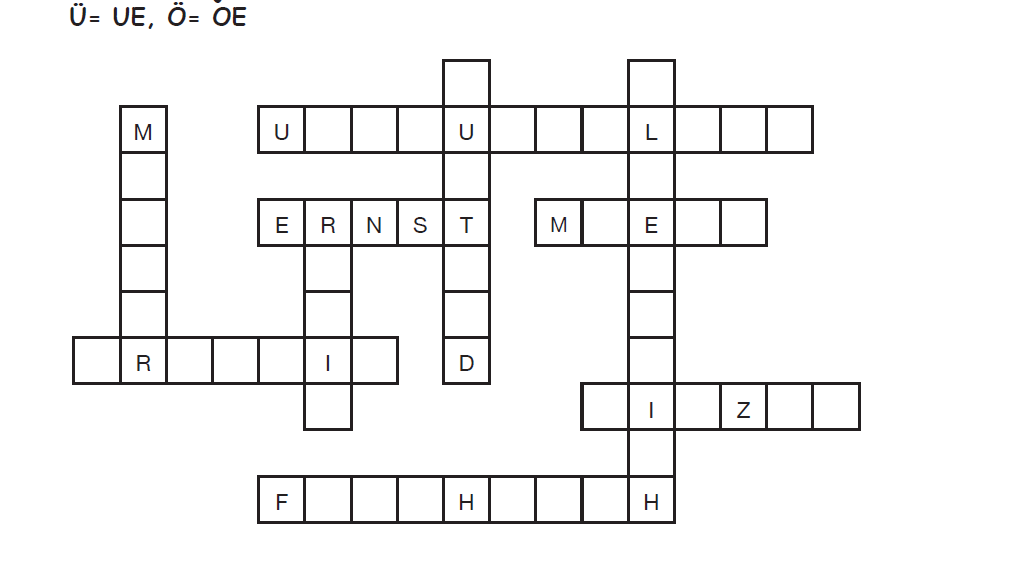 Ü= UE, Ö= OE
M U U L
E R N S T M E
R I D
I Z
F H H